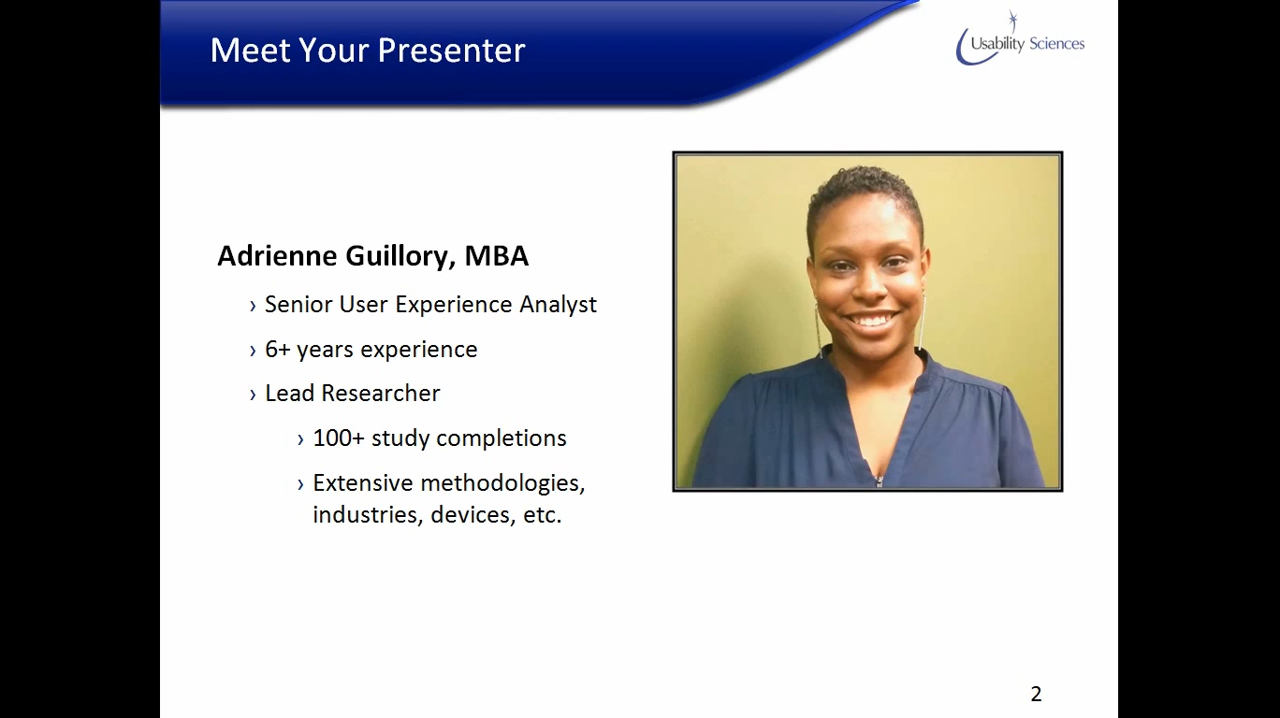 Meet Your Presenter
Usability Sciences
Adrienne Guillory, MBA
› Senior User Experience Analyst
› 6+ years experience
› Lead Researcher
› 100+ study completions
› Extensive methodologies,
industries, devices, etc.
2